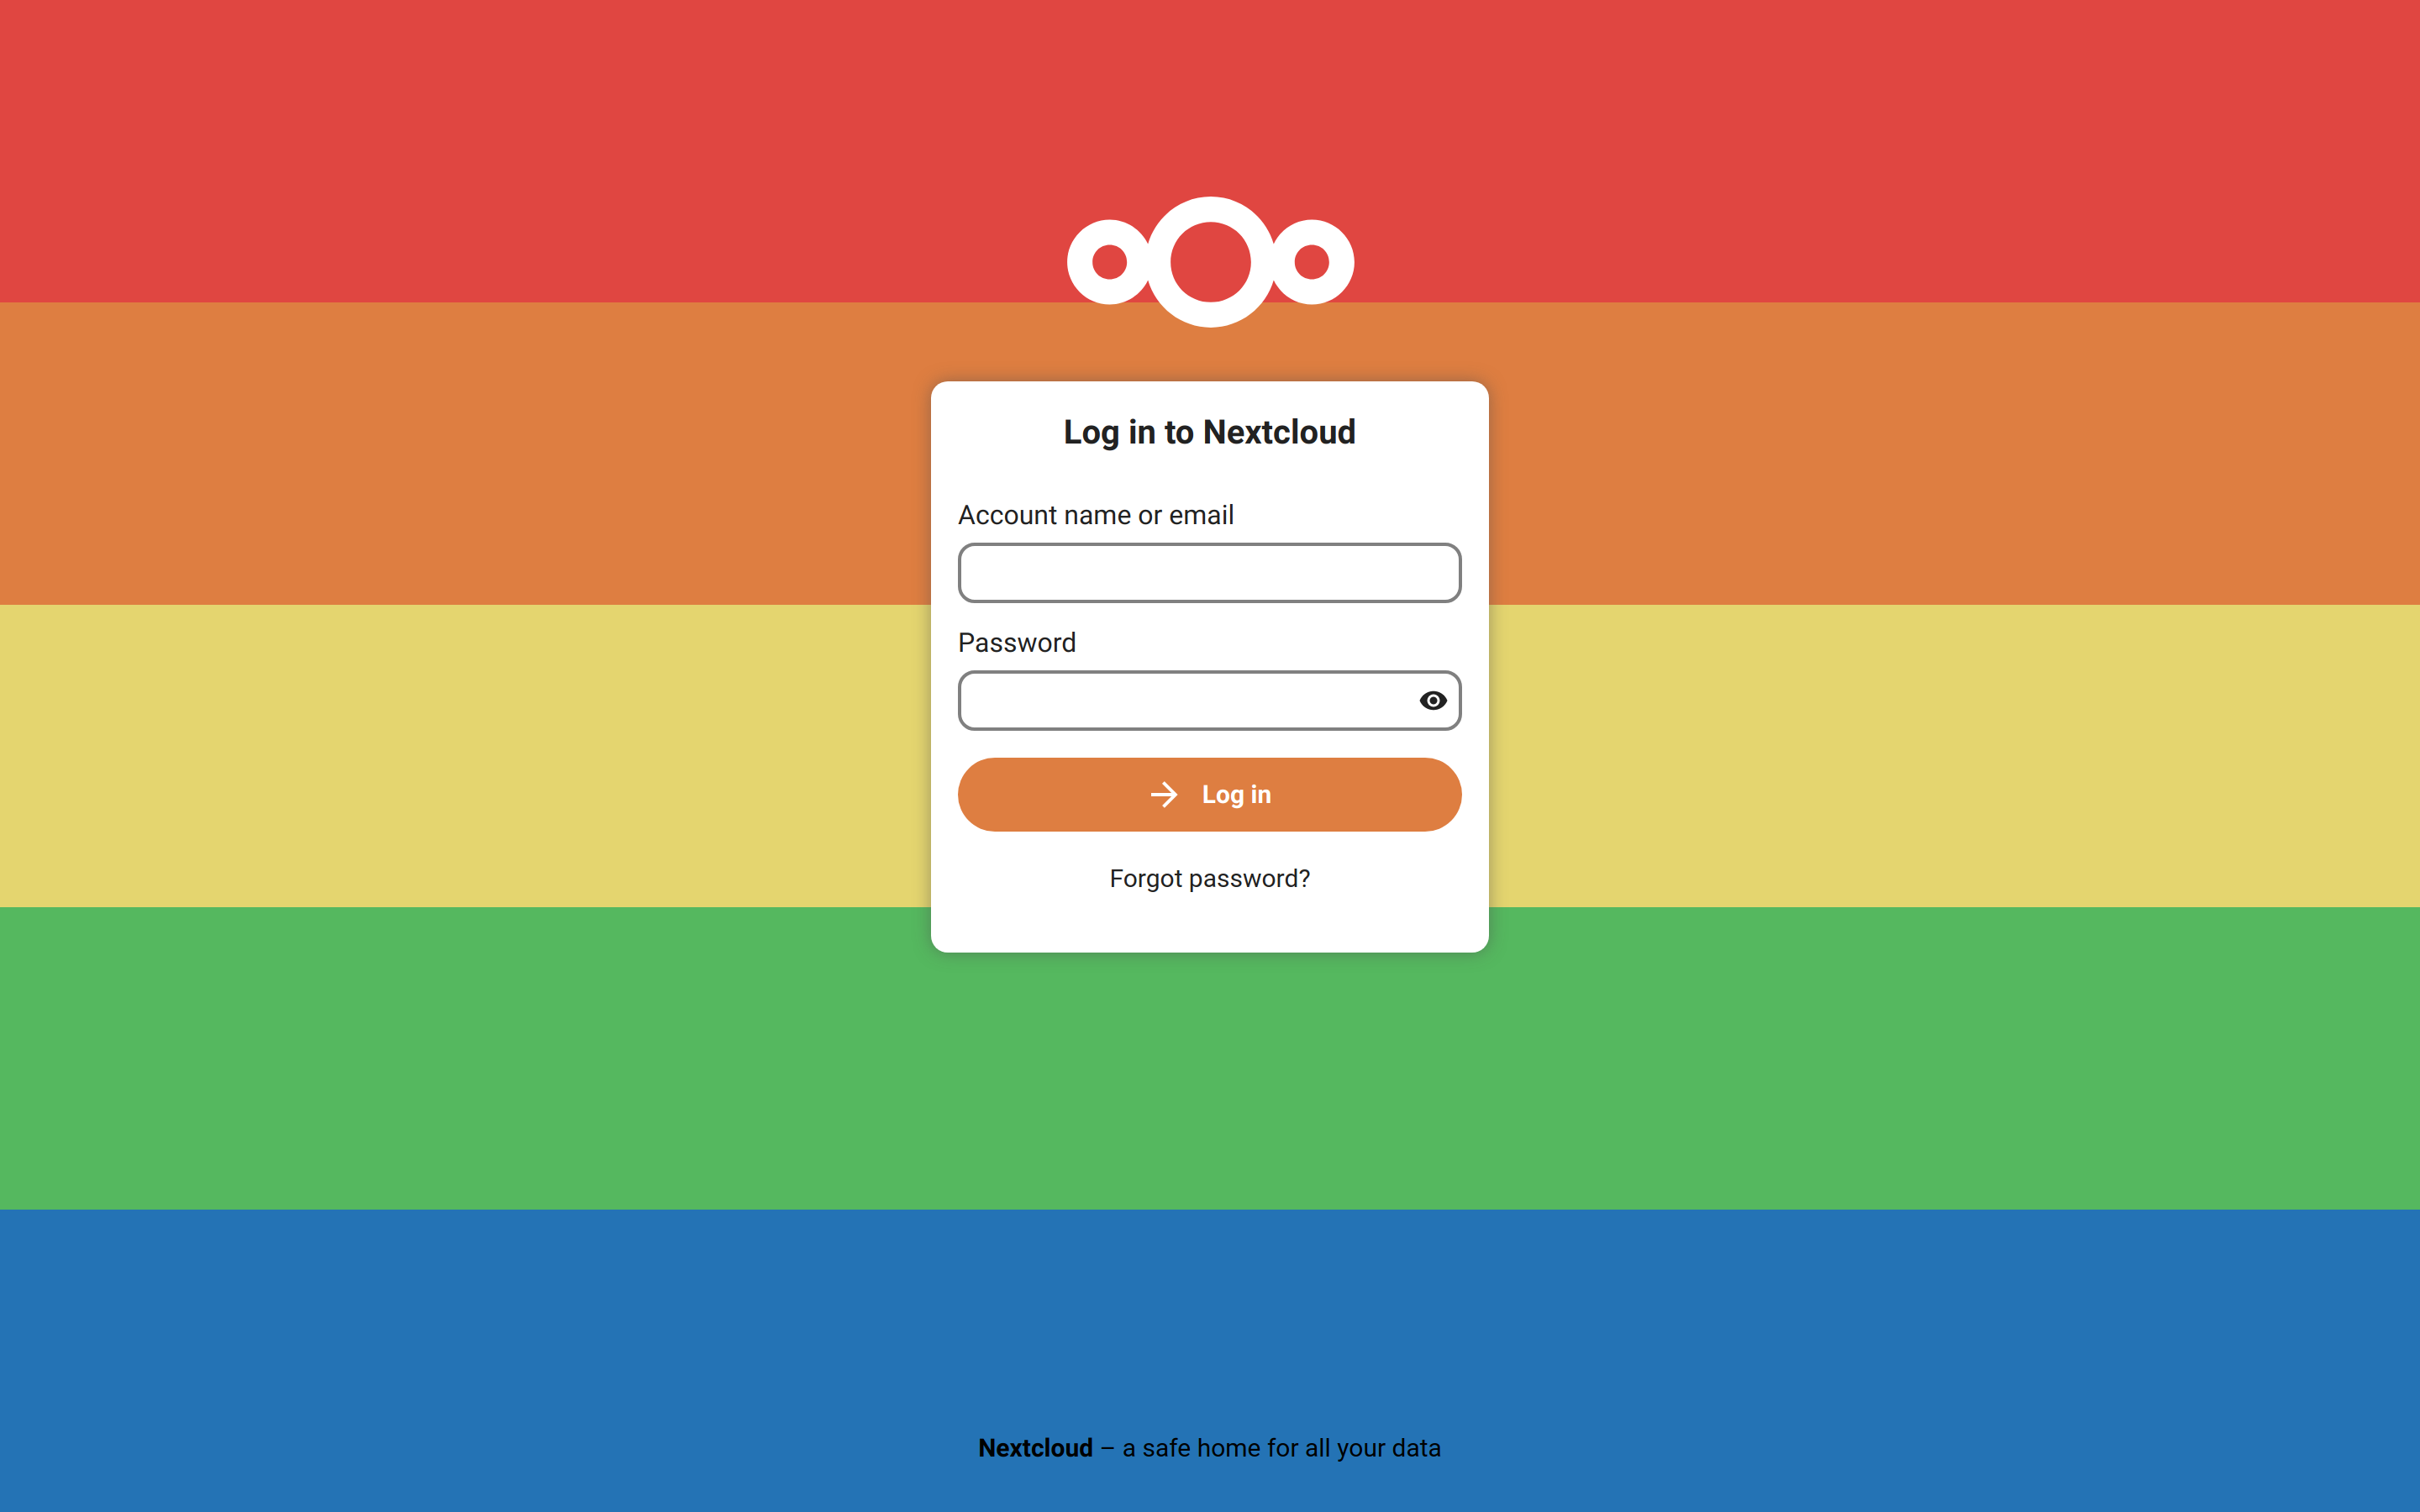 Log in to Nextcloud
Account name or email
Password
Log in
Forgot password?
Nextcloud – a safe home for all your data